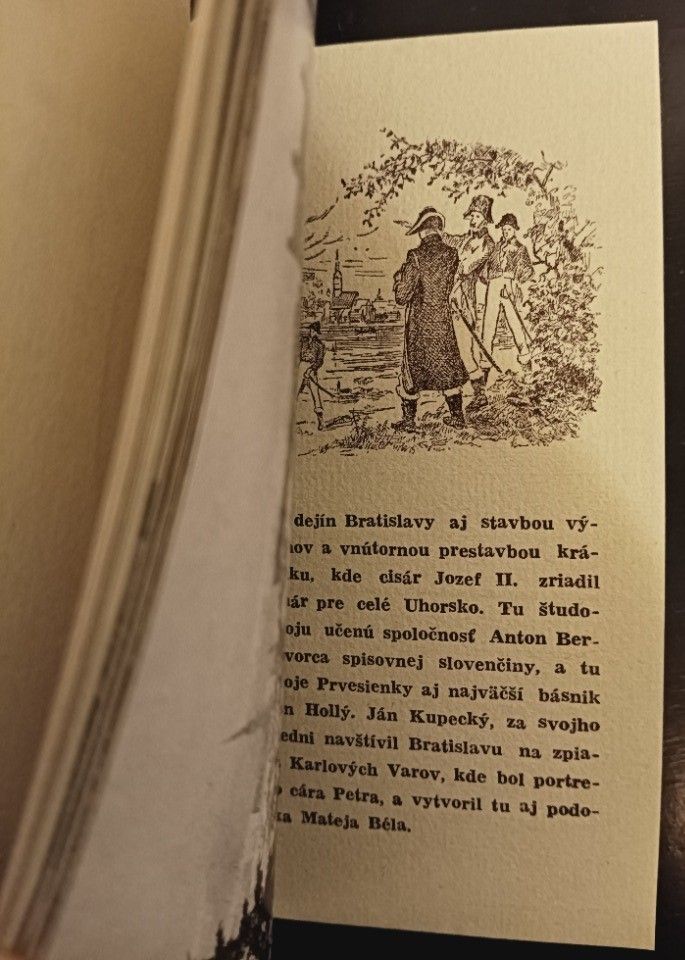 dejín Bratislavy aj stavbou vý-
a vnútornou prestavbou krá-
ku, kde cisár Jozef II. zriadil
pre celé Uhorsko. Tu študo-
oju učenú spoločnosť Anton Ber-
vorca spisovnej slovenčiny, a tu
oje Prvesienky aj najväčší básnik
n Hollý. Ján Kupecký, za svojho
edni navštívil Bratislavu na zpia-
Karlových Varov, kde bol portre-
cára Petra, a vytvoril tu aj podo-
ka Mateja Béla.